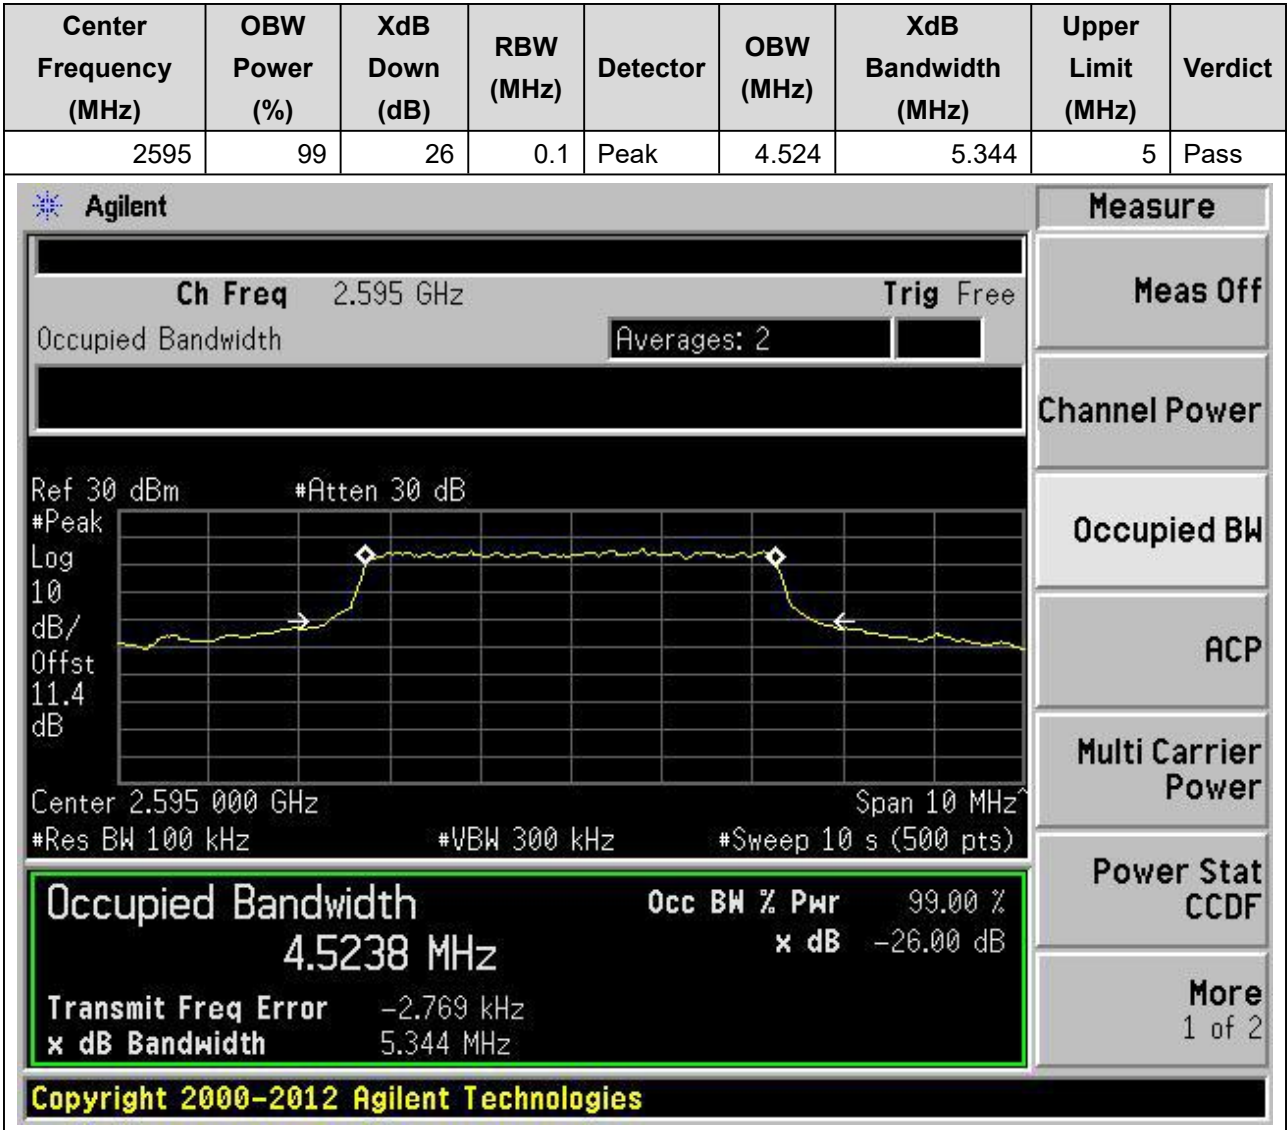 Center Frequency (MHz) OBW Power (%) XdB Down (dB) RBW (MHz) Detector OBW (MHz) XdB Bandwidth (MHz) Upper Limit (MHz) Verdict
2595 99 26 0.1 Peak 4.524 5.344 5 Pass
Agilent
Measure
Ch Freq 2.595 GHz Trig Free
Meas Off
Occupied Bandwidth Averages: 2
Channel Power
Ref 30 dBm #Atten 30 dB
#Peak
Log
10
dB/
Offst
11.4
dB
Occupied BW
ACP
Multi Carrier
Power
Center 2.595 000 GHz Span 10 MHz^
#Res BW 100 kHz #VBW 300 kHz #Sweep 10 s (500 pts)
Power Stat
CCDF
Occupied Bandwidth Occ BW % Pwr 99.00 %
4.5238 MHz x dB -26.00 dB
Transmit Freq Error -2.769 kHz
x dB Bandwidth 5.344 MHz
More
1 of 2
Copyright 2000-2012 Agilent Technologies